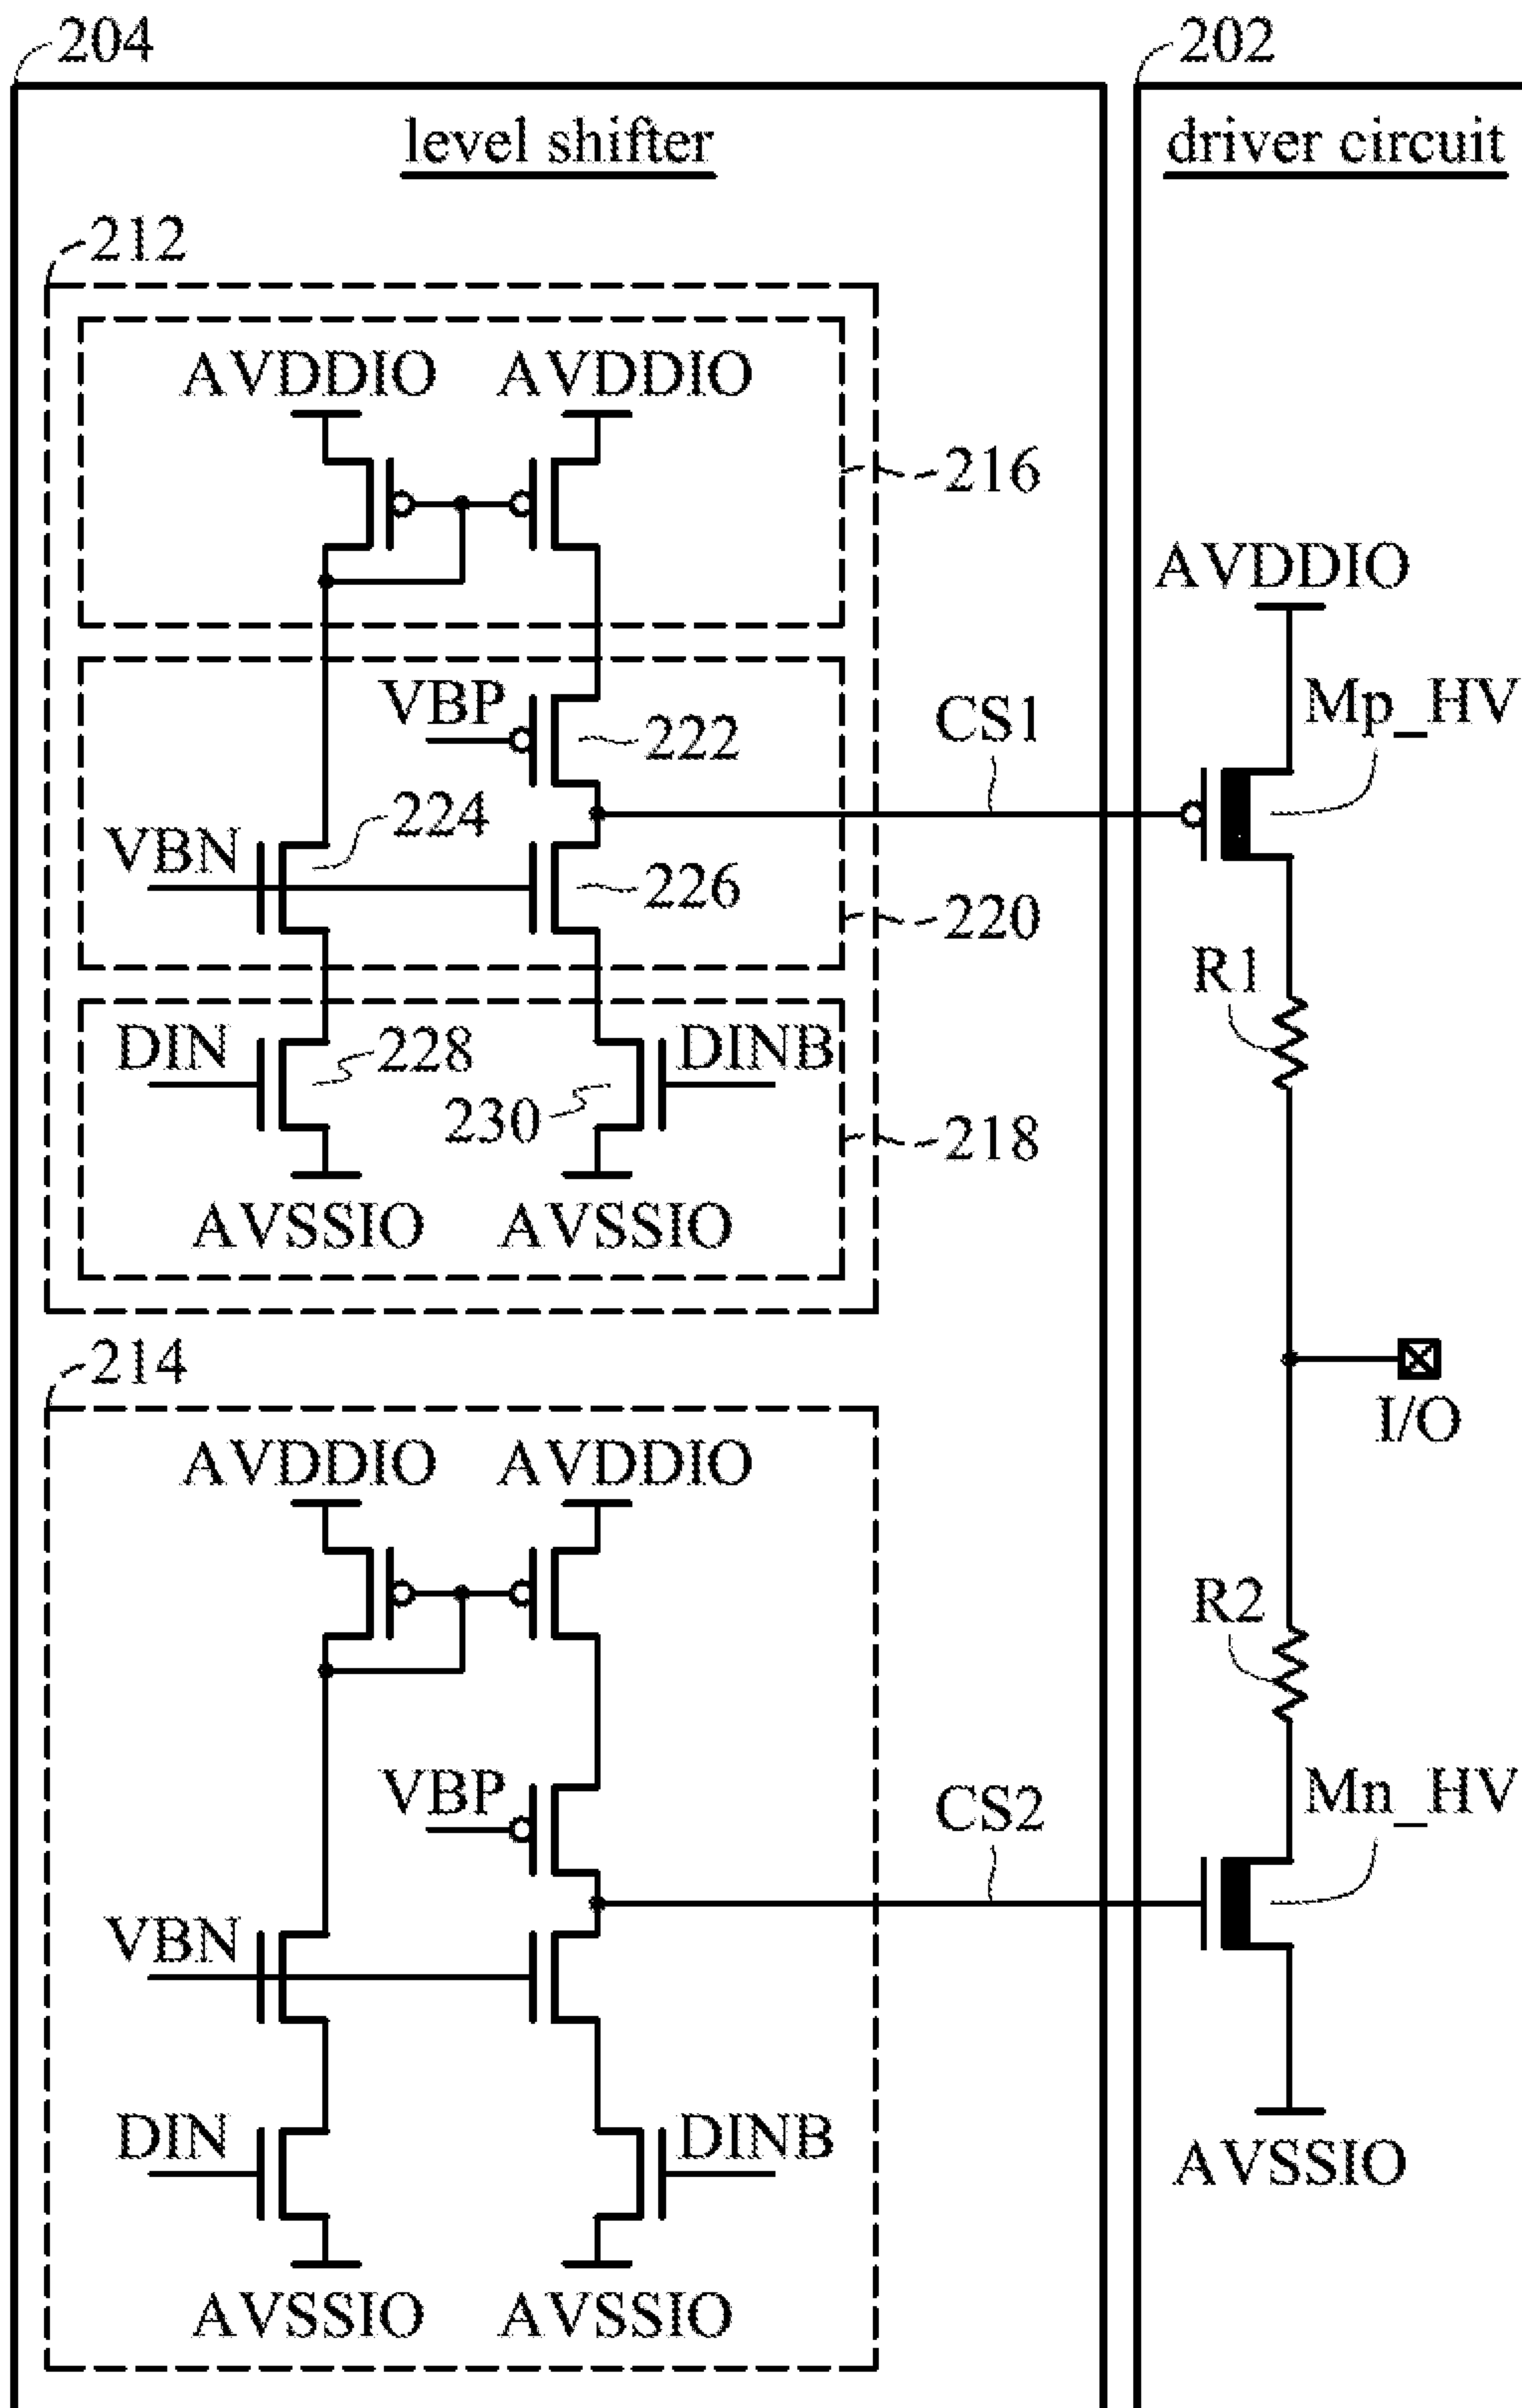 204
202
level shifter
driver circuit
212
AVDDIO AVDDIO
216
AVDDIO
VBP
222
CS1
Mp_HV
224
VBN
226
220
R1
DIN
228
DINB
230
218
AVSSIO AVSSIO
214
I/O
AVDDIO AVDDIO
R2
VBP
CS2
Mn_HV
VBN
DIN
DINB
AVSSIO
AVSSIO AVSSIO